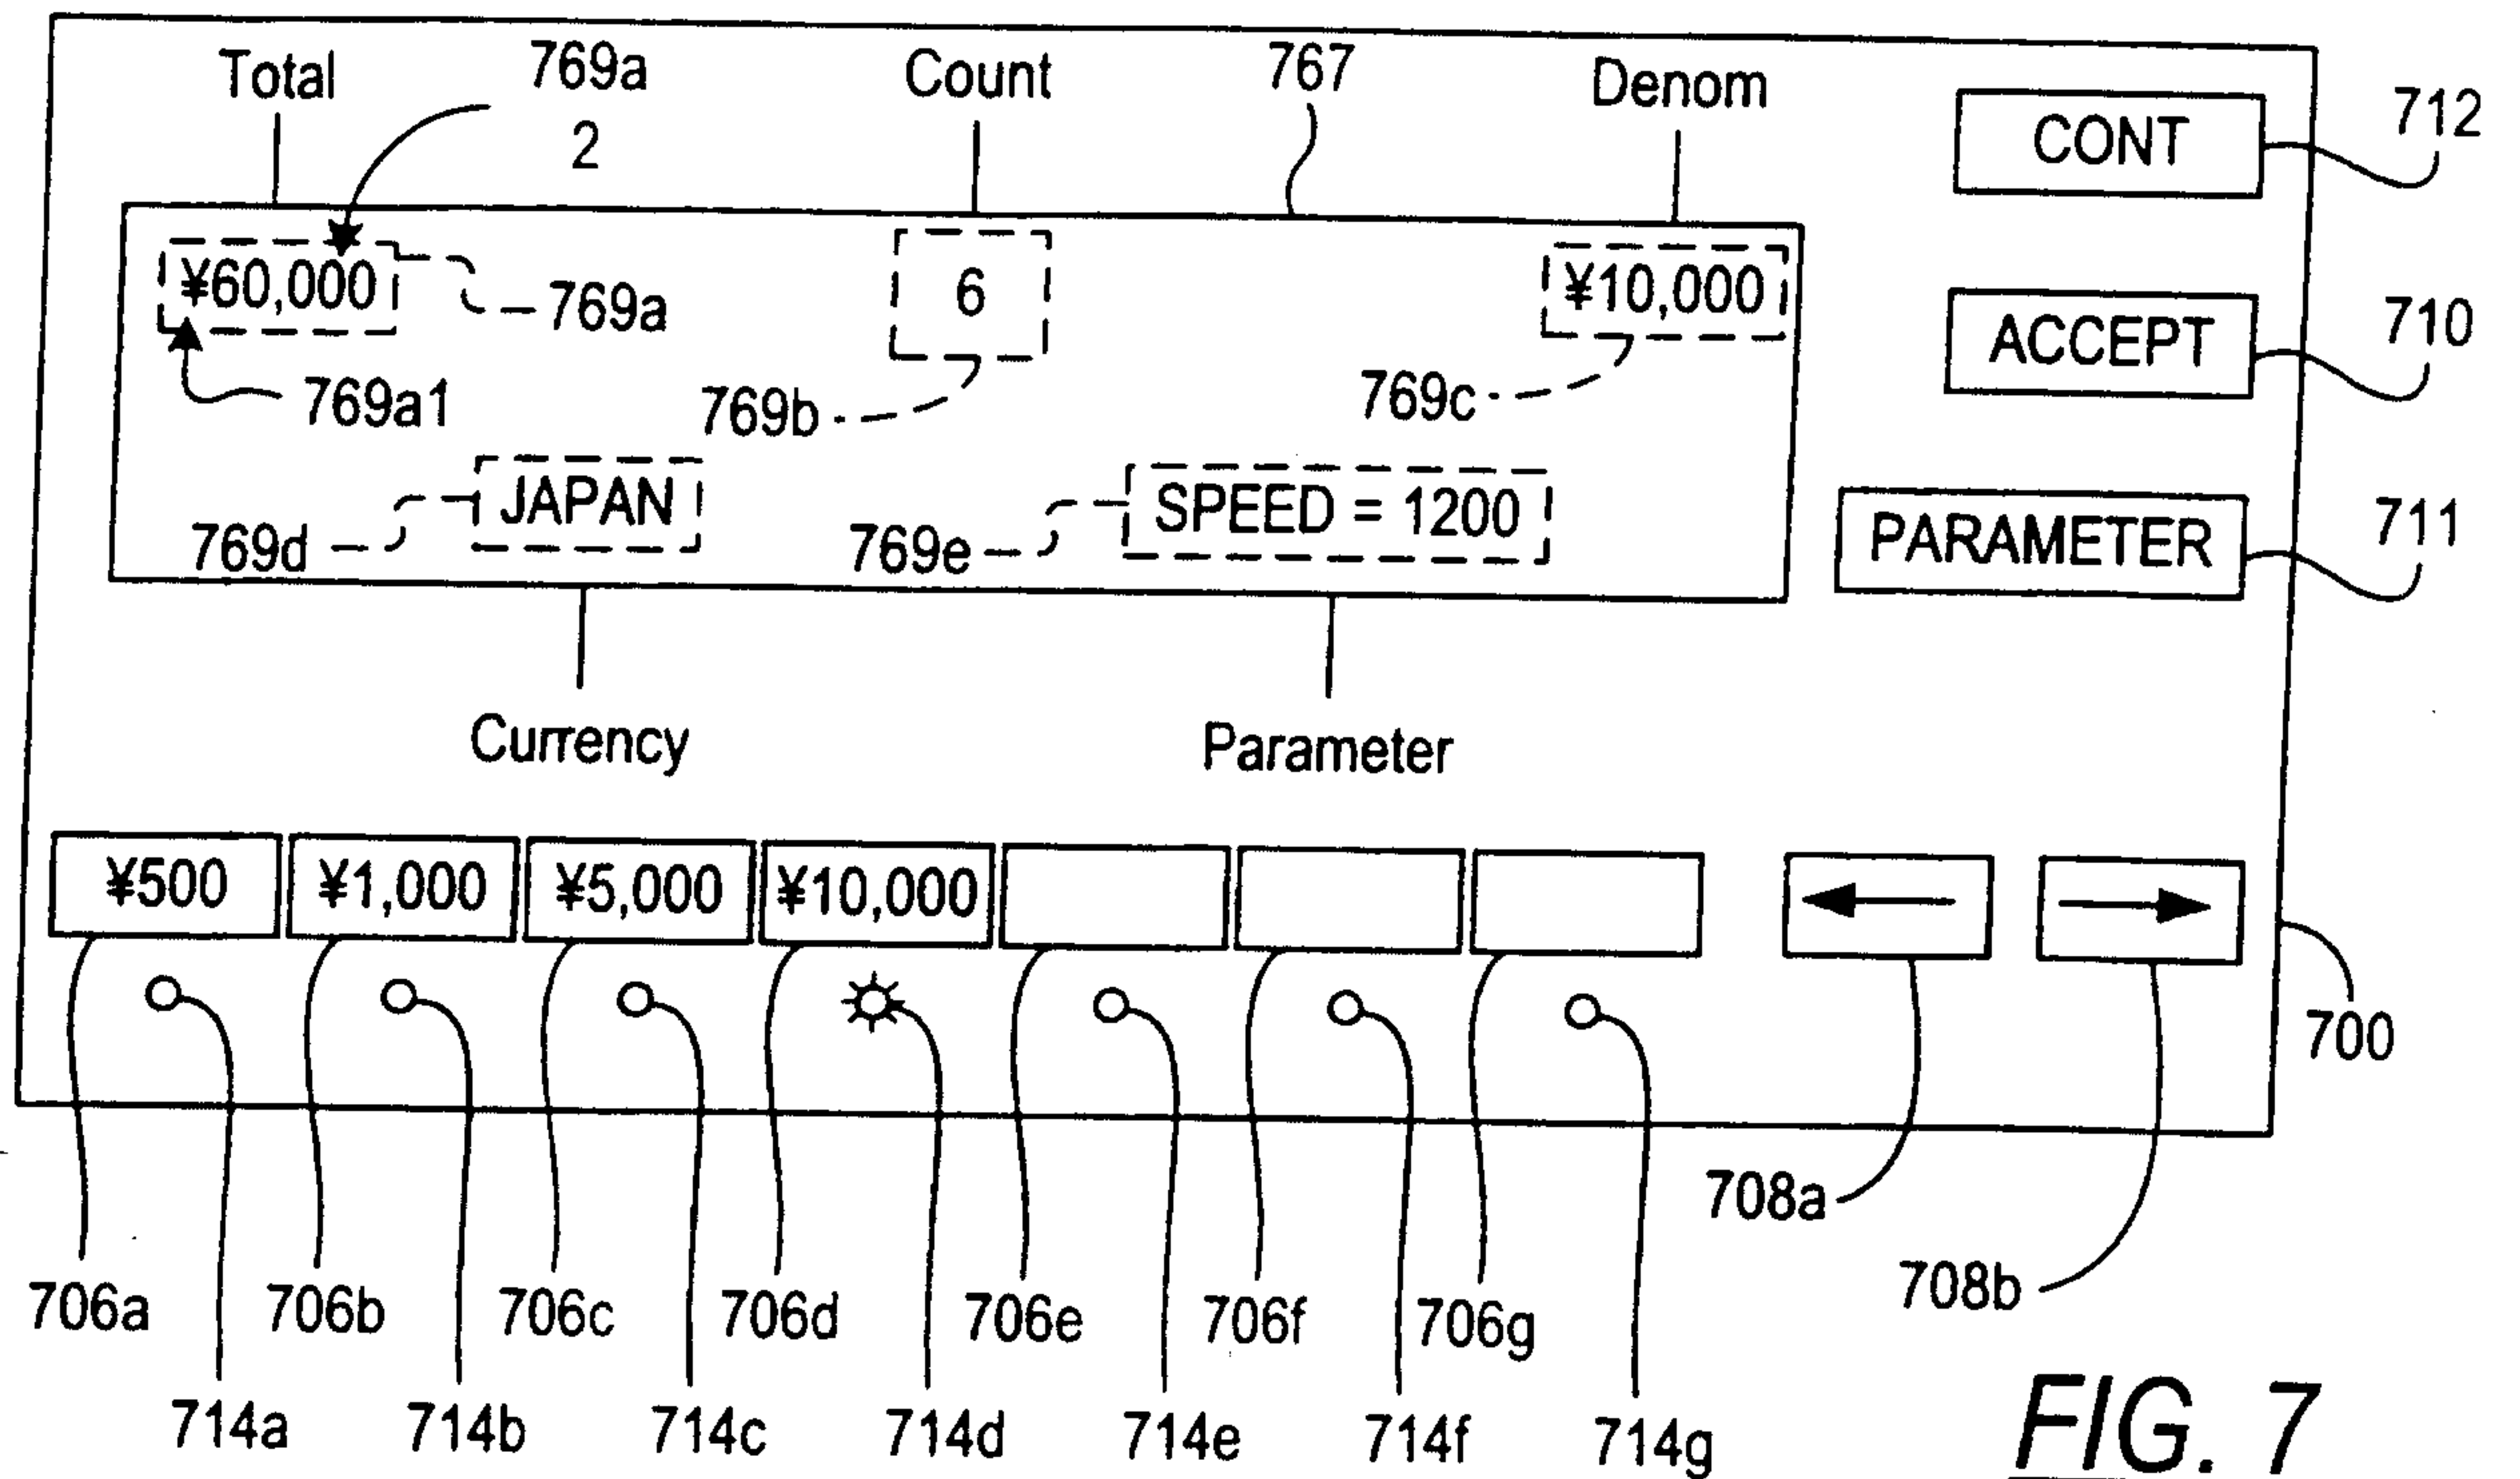 Total
769a
2
Count
767
Denom
CONT
712
¥60,000
769a
6
¥10,000
ACCEPT
710
769a1
769b
769c
JAPAN
SPEED = 1200
PARAMETER
711
769d
769e
Currency
Parameter
¥500
¥1,000
¥5,000
¥10,000
700
708a
708b
706a
706b
706c
706d
706e
706f
706g
714a
714b
714c
714d
714e
714f
714g
FIG. 7